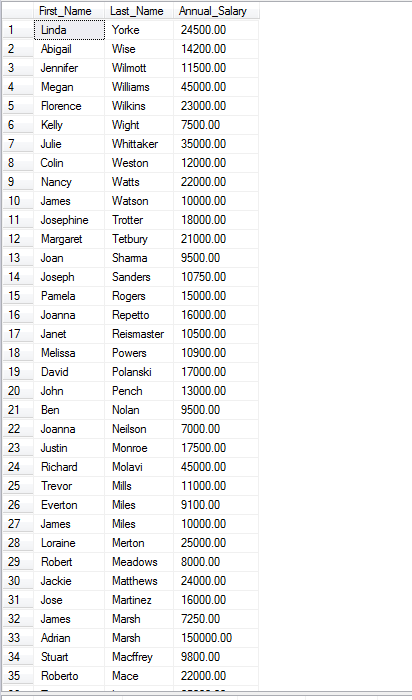 First_Name Last_Name Annual_Salary
1 Linda Yorke 24500.00
2 Abigail Wise 14200.00
3 Jennifer Wilmott 11500.00
4 Megan Williams 45000.00
5 Florence Wilkins 23000.00
6 Kelly Wight 7500.00
7 Julie Whittaker 35000.00
8 Colin Weston 12000.00
9 Nancy Watts 22000.00
10 James Watson 10000.00
11 Josephine Trotter 18000.00
12 Margaret Tetbury 21000.00
13 Joan Sharma 9500.00
14 Joseph Sanders 10750.00
15 Pamela Rogers 15000.00
16 Joanna Repetto 16000.00
17 Janet Reismaster 10500.00
18 Melissa Powers 10900.00
19 David Polanski 17000.00
20 John Pench 13000.00
21 Ben Nolan 9500.00
22 Joanna Neilson 7000.00
23 Justin Monroe 17500.00
24 Richard Molavi 45000.00
25 Trevor Mills 11000.00
26 Everton Miles 9100.00
27 James Miles 10000.00
28 Loraine Merton 25000.00
29 Robert Meadows 8000.00
30 Jackie Matthews 24000.00
31 Jose Martinez 16000.00
32 James Marsh 7250.00
33 Adrian Marsh 150000.00
34 Stuart Macffrey 9800.00
35 Roberto Mace 22000.00